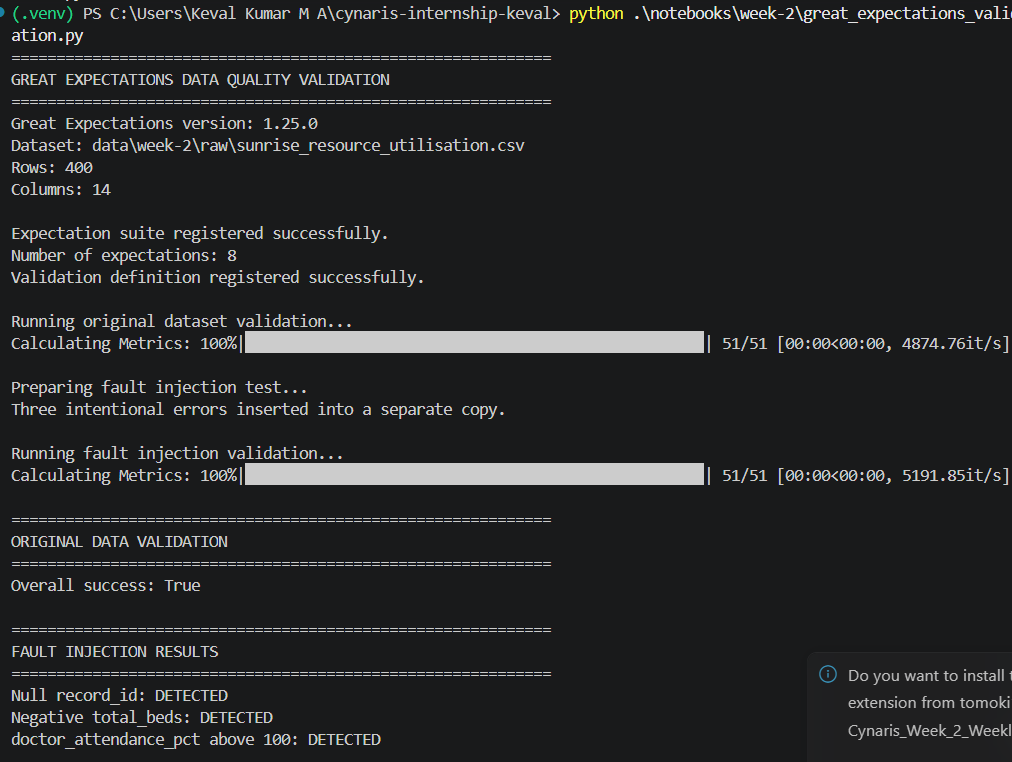 (.venv) PS C:\Users\Keval Kumar M A\cynaris-internship-keval> python .\notebooks\week-2\great_expectations_valid
ation.py
============================================================
GREAT EXPECTATIONS DATA QUALITY VALIDATION
============================================================
Great Expectations version: 1.25.0
Dataset: data\week-2\raw\sunrise_resource_utilisation.csv
Rows: 400
Columns: 14
Expectation suite registered successfully.
Number of expectations: 8
Validation definition registered successfully.
Running original dataset validation...
Calculating Metrics: 100%| | 51/51 [00:00<00:00, 4874.76it/s]
Preparing fault injection test...
Three intentional errors inserted into a separate copy.
Running fault injection validation...
Calculating Metrics: 100%| | 51/51 [00:00<00:00, 5191.85it/s]
============================================================
ORIGINAL DATA VALIDATION
============================================================
Overall success: True
============================================================
FAULT INJECTION RESULTS
============================================================
Null record_id: DETECTED
Negative total_beds: DETECTED
doctor_attendance_pct above 100: DETECTED
Do you want to install
extension from tomoki
Cynaris_Week_2_Weekl